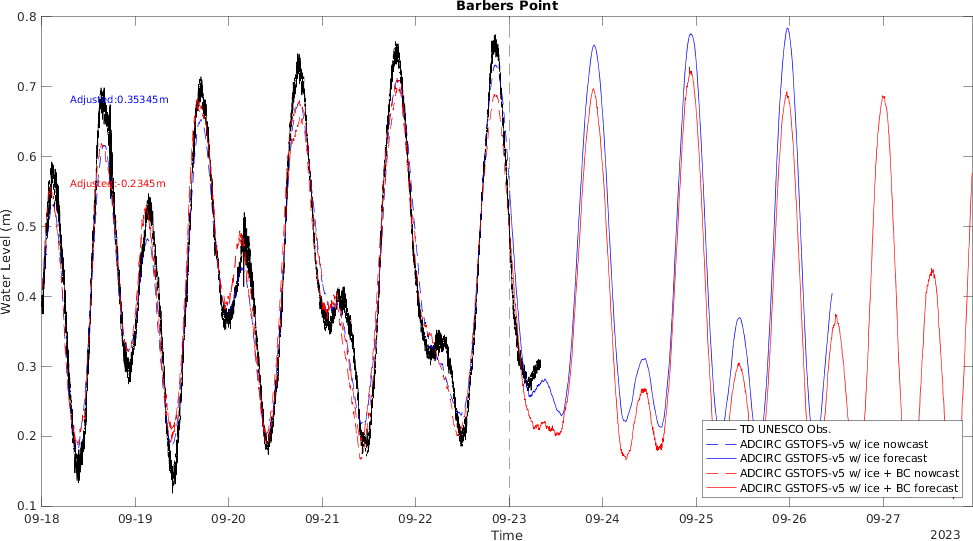 Barbers Point
0.8
0.7
0.6
0.5
0.4
0.3
0.2
0.1
Water Level (m)
Adjusted:0.35345m
Adjusted:-0.2345m
TD UNESCO Obs.
ADCIRC GSTOFS-v5 w/ ice nowcast
ADCIRC GSTOFS-v5 w/ ice forecast
ADCIRC GSTOFS-v5 w/ ice + BC nowcast
ADCIRC GSTOFS-v5 w/ ice + BC forecast
09-18 09-19 09-20 09-21 09-22 09-23 09-24 09-25 09-26 09-27
Time
2023